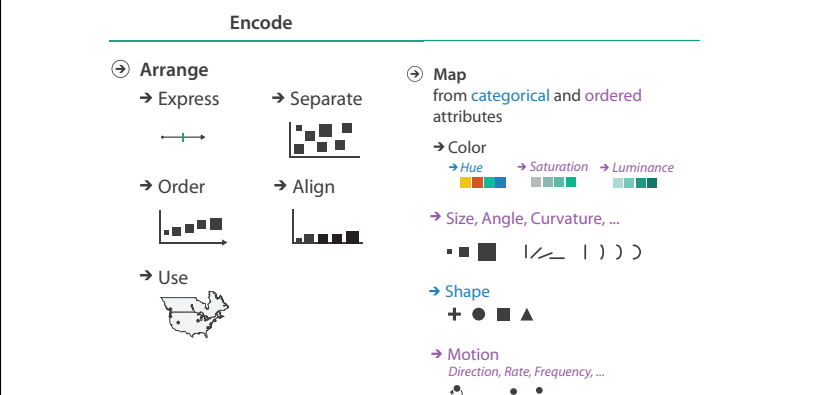 Encode
Arrange
→ Express
→ Separate
→ Order
→ Align
→ Use
Map
from categorical and ordered
attributes
→ Color
→ Hue
→ Saturation
→ Luminance
→ Size, Angle, Curvature, ...
→ Shape
→ Motion
Direction, Rate, Frequency, ...